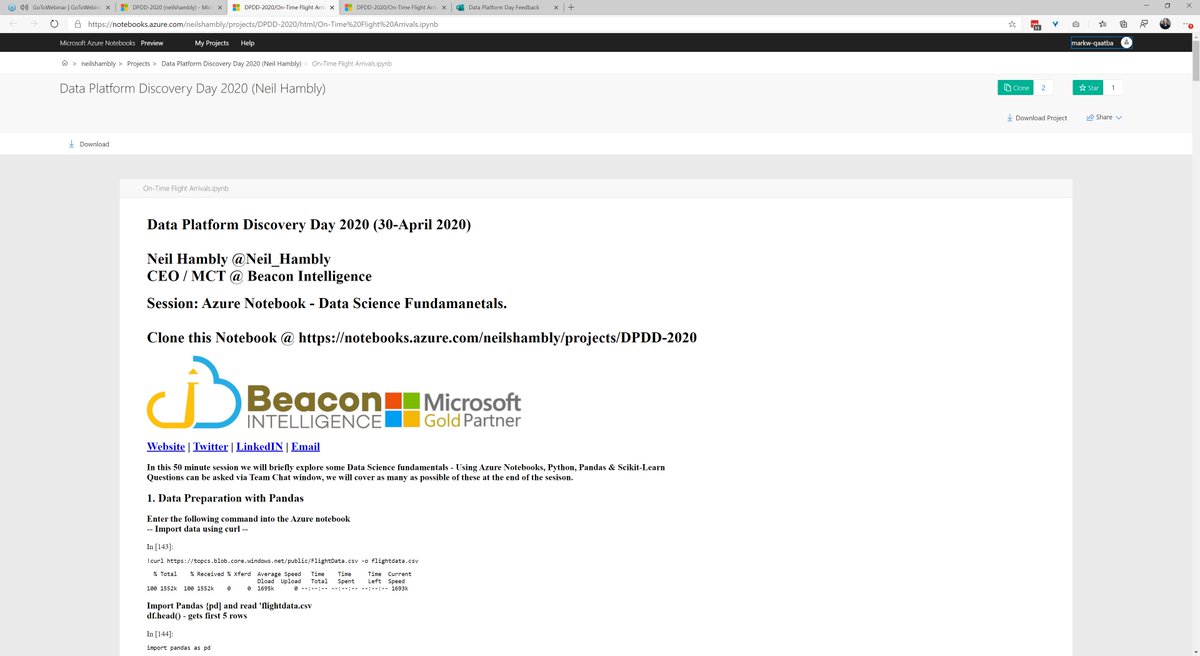 GoToWebinar | GoToWebinar
DPDD-2020 (neilshambly) - Mic
DPDD-2020/On-Time Flight Arr
DPDD-2020/On-Time Flight Arr
Data Platform Day Feedback
https://notebooks.azure.com/neilshambly/projects/DPDD-2020/html/On-Time%20Flight%20Arrivals.ipynb
Microsoft Azure Notebooks Preview My Projects Help markw-qaatba
neilshambly > Projects > Data Platform Discovery Day 2020 (Neil Hambly) > On-Time Flight Arrivals.ipynb
Data Platform Discovery Day 2020 (Neil Hambly)
Clone 2 Star 1
Download Project Share
Download
On-Time Flight Arrivals.ipynb
Data Platform Discovery Day 2020 (30-April 2020)
Neil Hambly @Neil_Hambly
CEO / MCT @ Beacon Intelligence
Session: Azure Notebook - Data Science Fundamanetals.
Clone this Notebook @ https://notebooks.azure.com/neilshambly/projects/DPDD-2020
Beacon
INTELLIGENCE
Microsoft
Gold Partner
Website | Twitter | LinkedIN | Email
In this 50 minute session we will briefly explore some Data Science fundamentals - Using Azure Notebooks, Python, Pandas & Scikit-Learn
Questions can be asked via Team Chat window, we will cover as many as possible of these at the end of the sesison.
1. Data Preparation with Pandas
Enter the following command into the Azure notebook
-- Import data using curl --
In [143]:
!curl https://topcs.blob.core.windows.net/public/FlightData.csv -o flightdata.csv
% Total % Received % Xferd Average Speed Time Time Time Current
Dload Upload Total Spent Left Speed
100 1552k 100 1552k 0 0 1695k 0 --:--:-- --:--:-- --:--:-- 1693k
Import Pandas {pd] and read 'flightdata.csv
df.head() - gets first 5 rows
In [144]:
import pandas as pd